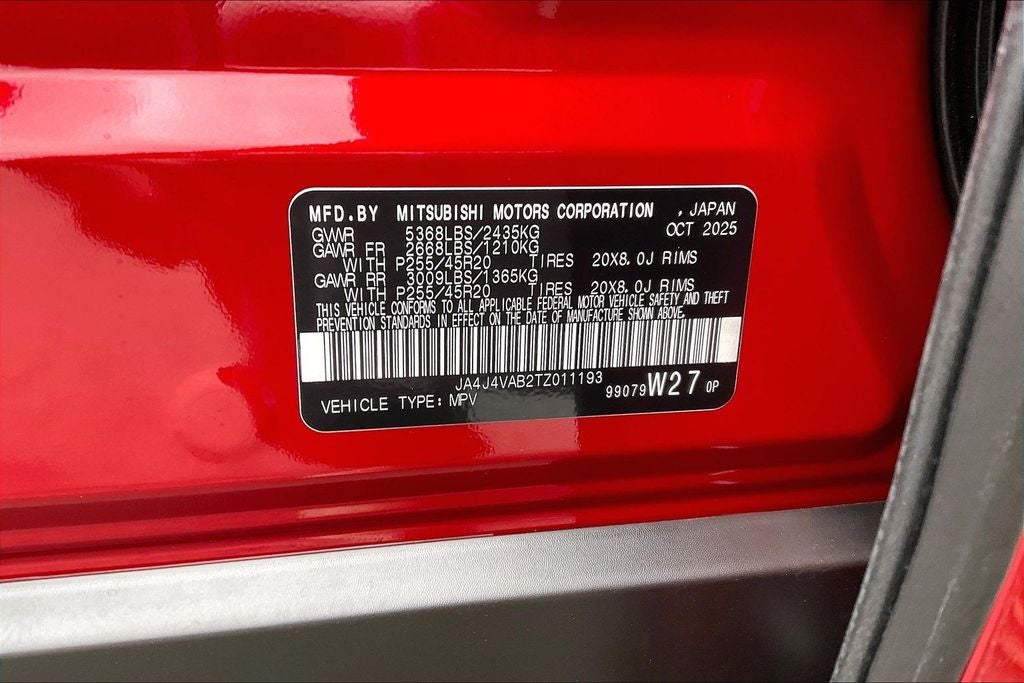 MFD.BY MITSUBISHI MOTORS CORPORATION , JAPAN
GVWR 5368LBS/2435KG OCT 2025
GAWR FR 2668LBS/1210KG
WITH P255/45R20 TIRES 20X8.0J RIMS
GAWR RR 3009LBS/1365KG
WITH P255/45R20 TIRES 20X8.0J RIMS
THIS VEHICLE CONFORMS TO ALL APPLICABLE FEDERAL MOTOR VEHICLE SAFETY AND THEFT
PREVENTION STANDARDS IN EFFECT ON THE DATE OF MANUFACTURE SHOWN ABOVE.
JA4J4VAB2TZ011193
VEHICLE TYPE: MPV 99079W27 0P